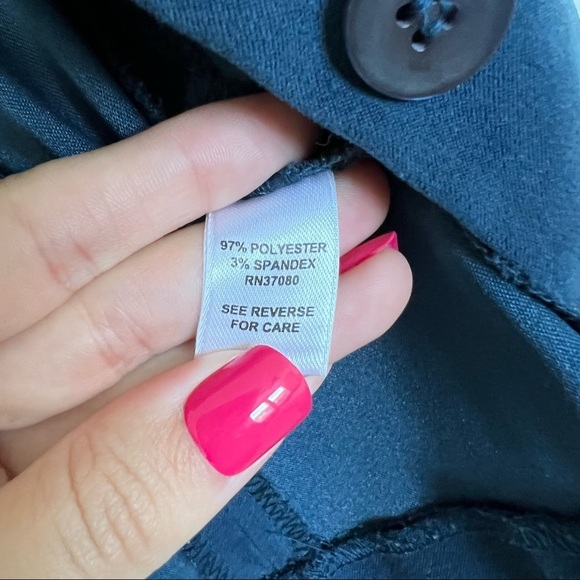 97% POLYESTER
3% SPANDEX
RN37080
SEE REVERSE
FOR CARE